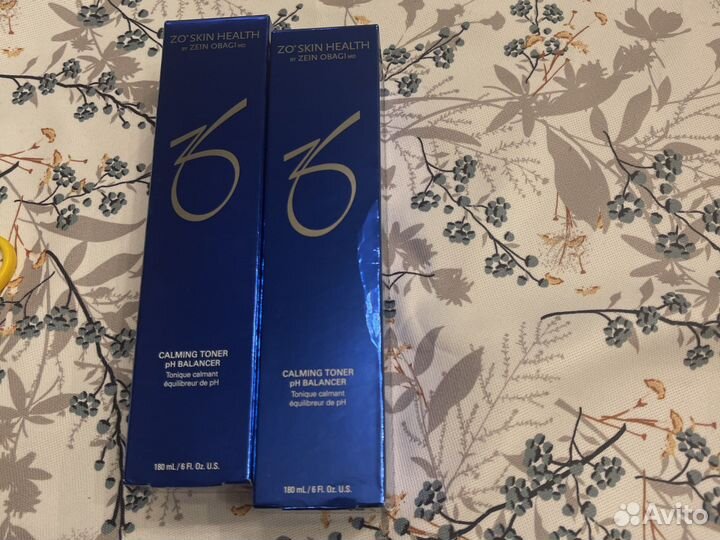 ZO® SKIN HEALTH
BY ZEIN OBAGI MD
CALMING TONER
pH BALANCER
Tonique calmant
équilibreur de pH
180 mL / 6 Fl. Oz. U.S.
ZO® SKIN HEALTH
BY ZEIN OBAGI MD
CALMING TONER
pH BALANCER
Tonique calmant
équilibreur de pH
180 mL / 6 Fl. Oz. U.S.
Avito